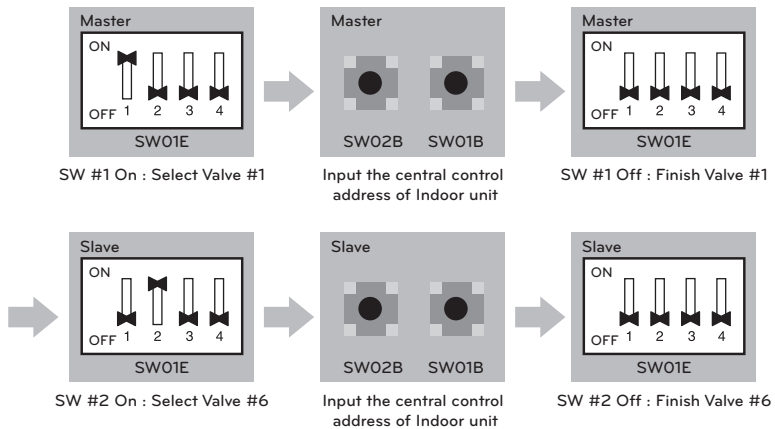 Master
ON
OFF 1 2 3 4
SW01E
SW #1 On : Select Valve #1
Master
SW02B SW01B
Input the central control
address of Indoor unit
Master
ON
OFF 1 2 3 4
SW01E
SW #1 Off : Finish Valve #1
Slave
ON
OFF 1 2 3 4
SW01E
SW #2 On : Select Valve #6
Slave
SW02B SW01B
Input the central control
address of Indoor unit
Slave
ON
OFF 1 2 3 4
SW01E
SW #2 Off : Finish Valve #6